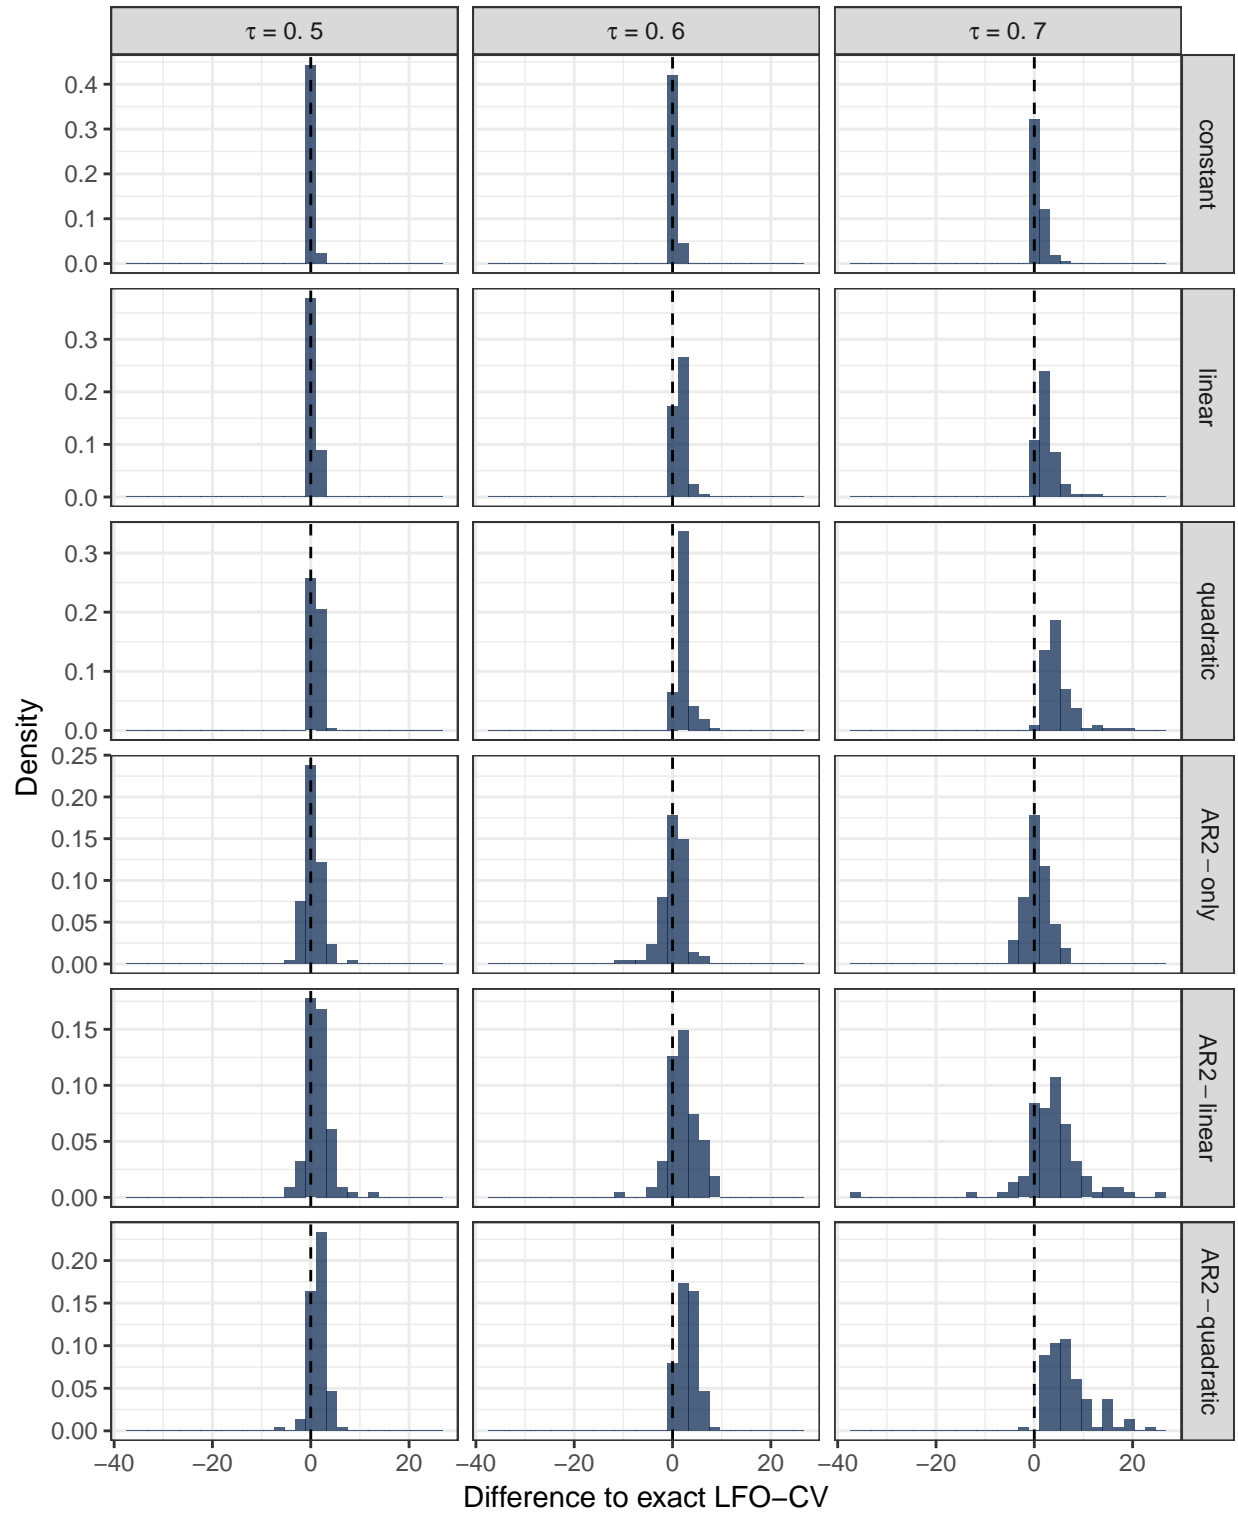 τ = 0. 5
τ = 0. 6
τ = 0. 7
0.4
0.3
0.2
0.1
0.0
constant
0.3
0.2
0.1
0.0
linear
0.3
0.2
0.1
0.0
quadratic
Density
0.25
0.20
0.15
0.10
0.05
0.00
AR2−only
0.15
0.10
0.05
0.00
AR2−linear
0.20
0.15
0.10
0.05
0.00
AR2−quadratic
−40 −20 0 20 −40 −20 0 20 −40 −20 0 20
Difference to exact LFO−CV